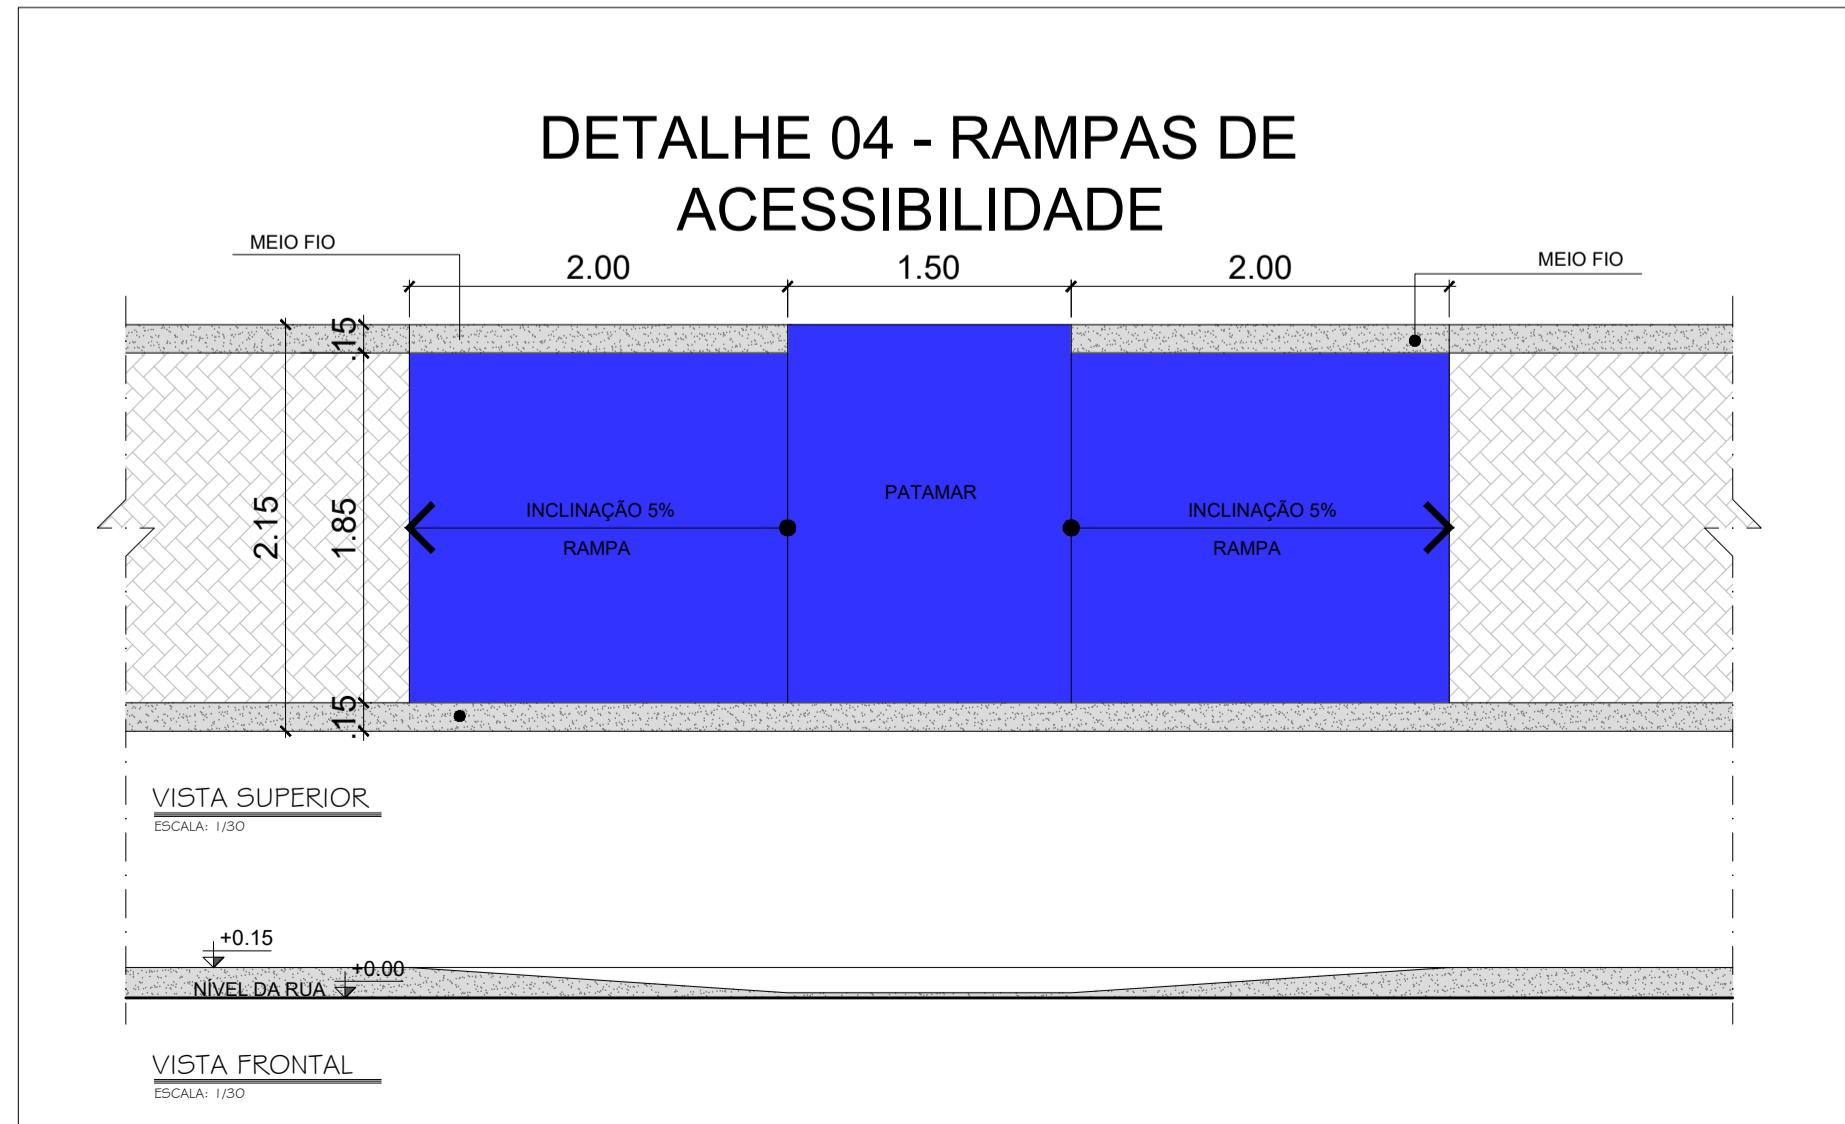 DETALHE 04 - RAMPAS DE
ACESSIBILIDADE
MEIO FIO
2.00
1.50
2.00
MEIO FIO
.15
2.15
1.85
.15
INCLINAÇÃO 5%
RAMPA
PATAMAR
INCLINAÇÃO 5%
RAMPA
VISTA SUPERIOR
ESCALA: 1/30
+0.15
+0.00
NÍVEL DA RUA
VISTA FRONTAL
ESCALA: 1/30